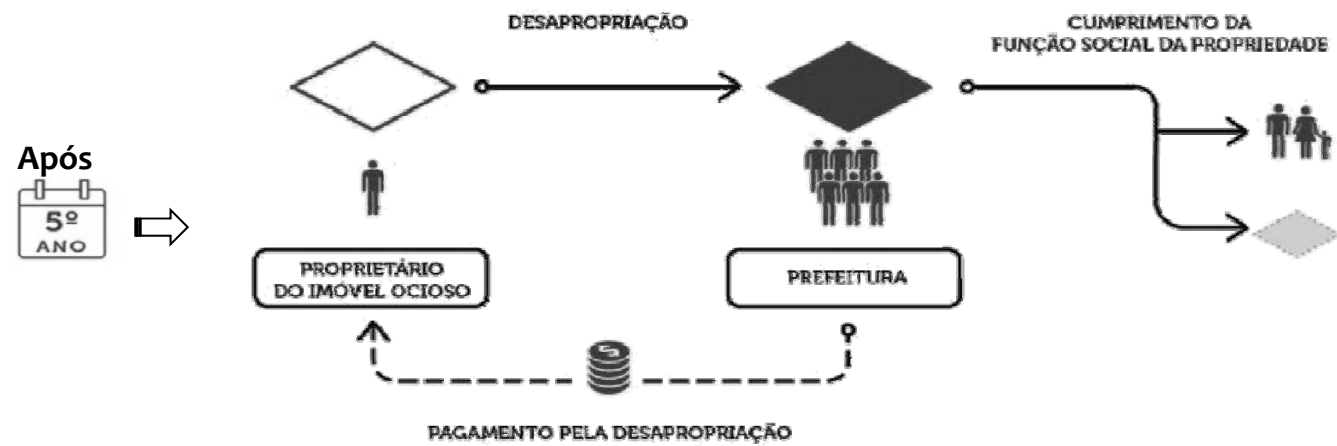 DESAPROPRIAÇÃO
CUMPRIMENTO DA
FUNÇÃO SOCIAL DA PROPRIEDADE
Após
5º
ANO
PROPRIETÁRIO
DO IMÓVEL OCIOSO
PREFEITURA
PAGAMENTO PELA DESAPROPRIAÇÃO